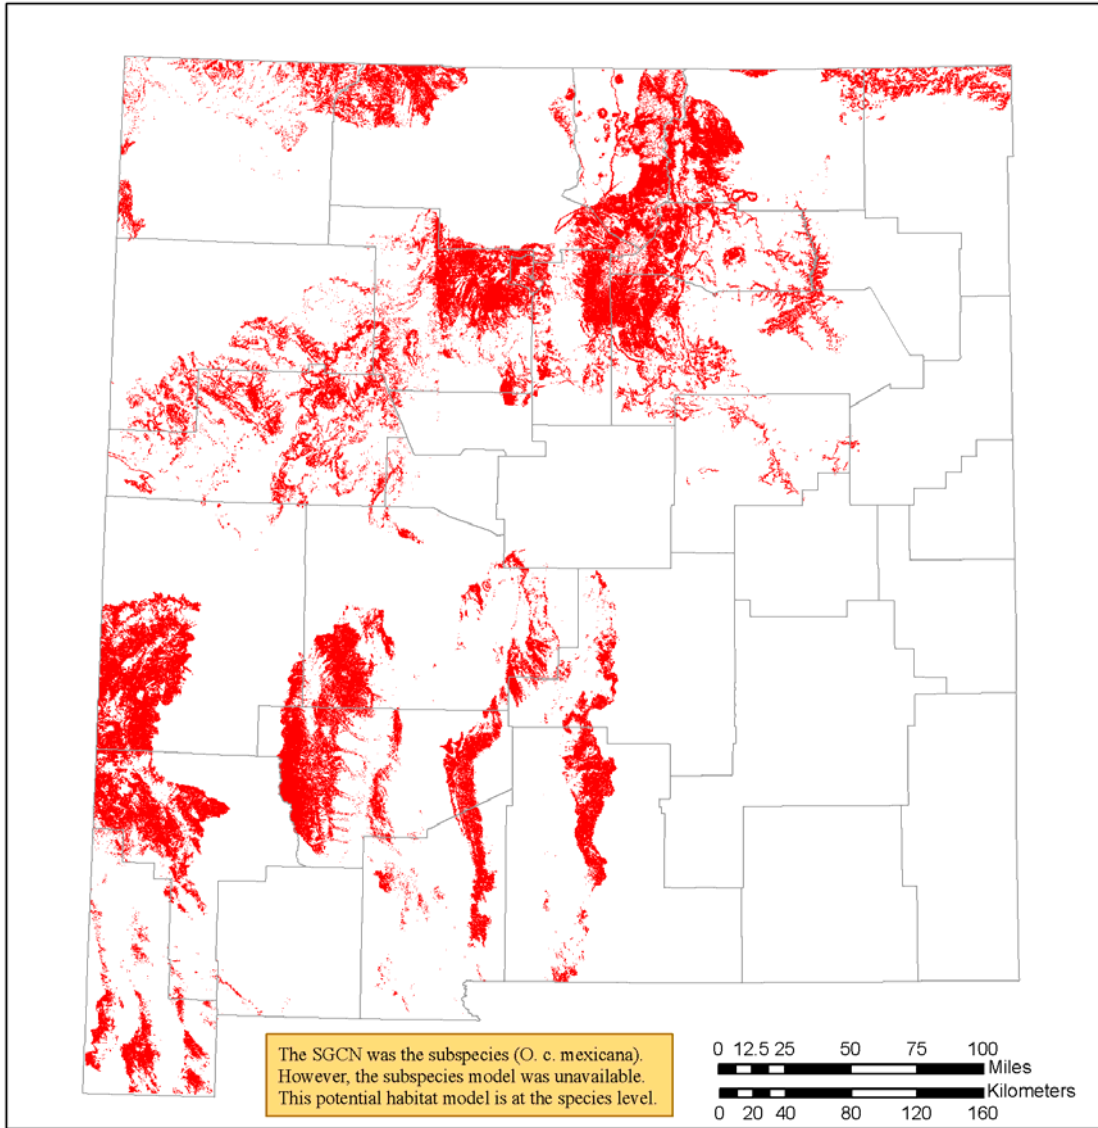 The SGCN was the subspecies (O. c. mexicana).
However, the subspecies model was unavailable.
This potential habitat model is at the species level.
0 12.5 25 50 75 100
Miles
Kilometers
0 20 40 80 120 160